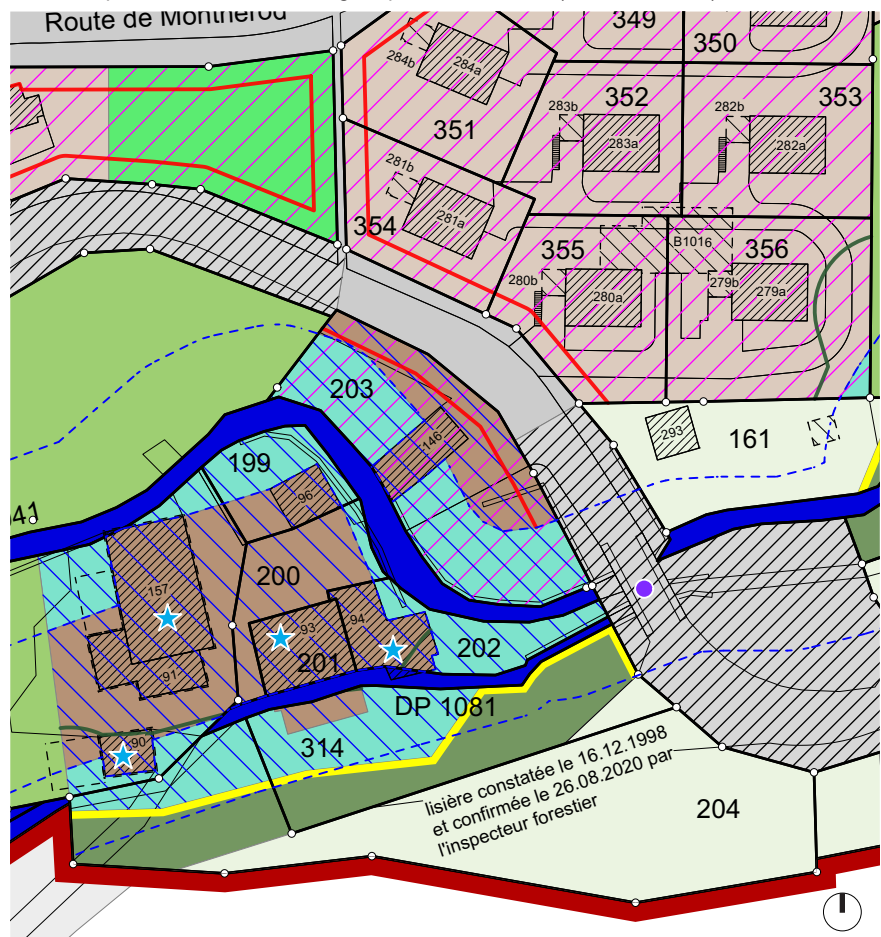 Route de Montherod
349
350
284b
284a
351
283b
352
283a
282b
353
282a
281b
281a
354
355
B1016
356
280b
280a
279b
279a
203
146
293
161
199
96
041
200
157
93
94
91
201
202
90
DP 1081
314
lisière constatée le 16.12.1998
et confirmée le 26.08.2020 par
l'inspecteur forestier
204